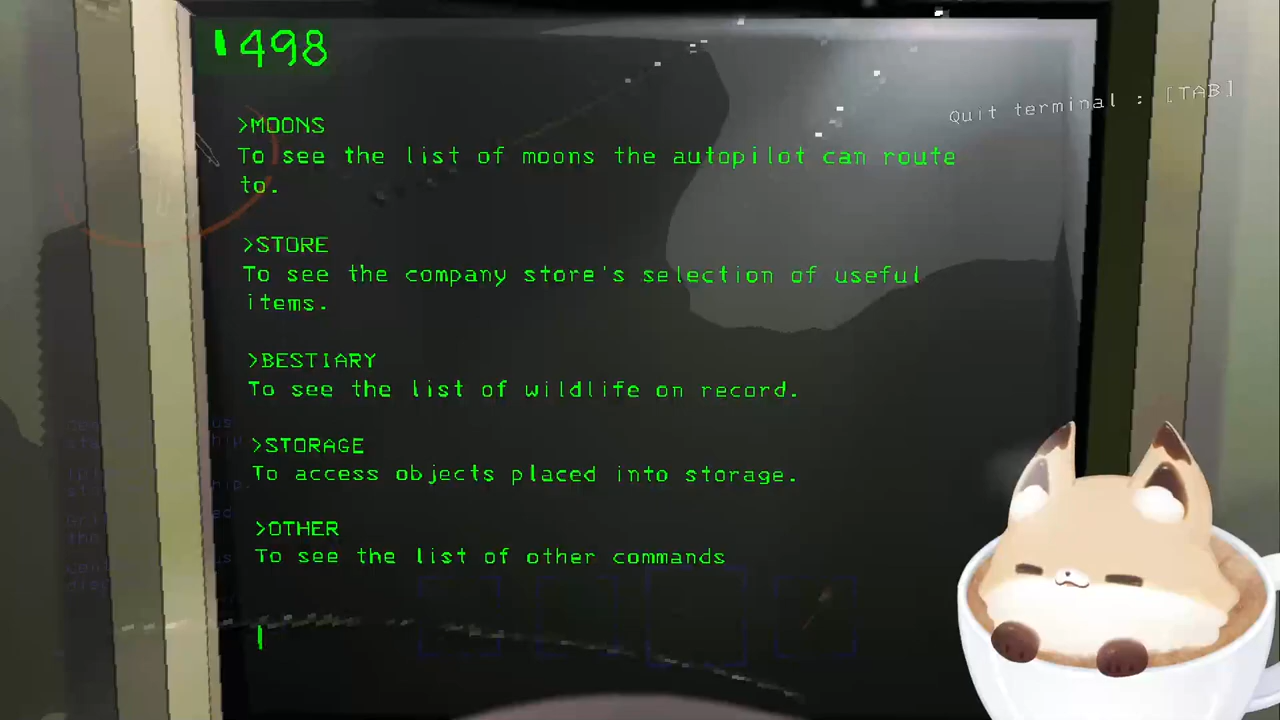 ▮498
Quit terminal : [TAB]
>MOONS
To see the list of moons the autopilot can route
to.
>STORE
To see the company store's selection of useful
items.
>BESTIARY
To see the list of wildlife on record.
>STORAGE
To access objects placed into storage.
>OTHER
To see the list of other commands